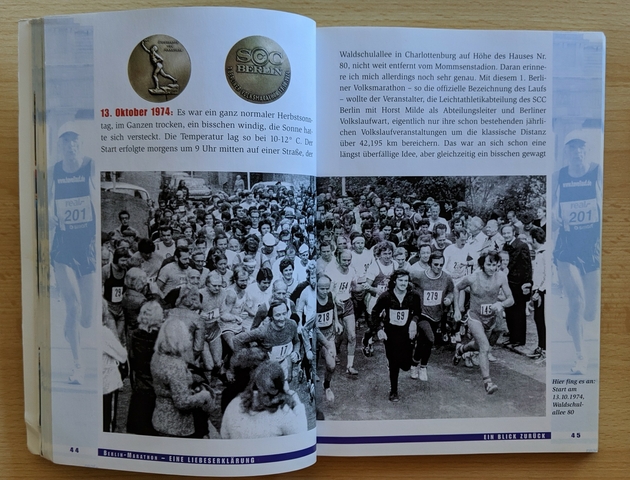 SCC
BERLIN
13. Oktober 1974: Es war ein ganz normaler Herbstsonn-
tag, im Ganzen trocken, ein bisschen windig, die Sonne hat-
te sich versteckt. Die Temperatur lag so bei 10-12° C. Der
Start erfolgte morgens um 9 Uhr mitten auf einer Straße, der
201
29
218
17
44
BERLIN-MARATHON – EINE LIEBESERKLÄRUNG
Waldschulallee in Charlottenburg auf Höhe des Hauses Nr.
80, nicht weit entfernt vom Mommsenstadion. Daran erinne-
re ich mich allerdings noch sehr genau. Mit diesem 1. Berli-
ner Volksmarathon – so die offizielle Bezeichnung des Laufs
– wollte der Veranstalter, die Leichtathletikabteilung des SCC
Berlin mit Horst Milde als Abteilungsleiter und Berliner
Volkslaufwart, eigentlich nur ihre schon bestehenden jährli-
chen Volkslaufveranstaltungen um die klassische Distanz
über 42,195 km bereichern. Das war an sich schon eine
längst überfällige Idee, aber gleichzeitig ein bisschen gewagt
201
154
69
279
145
Hier fing es an:
Start am
13.10.1974,
Waldschul-
allee 80
EIN BLICK ZURÜCK
45